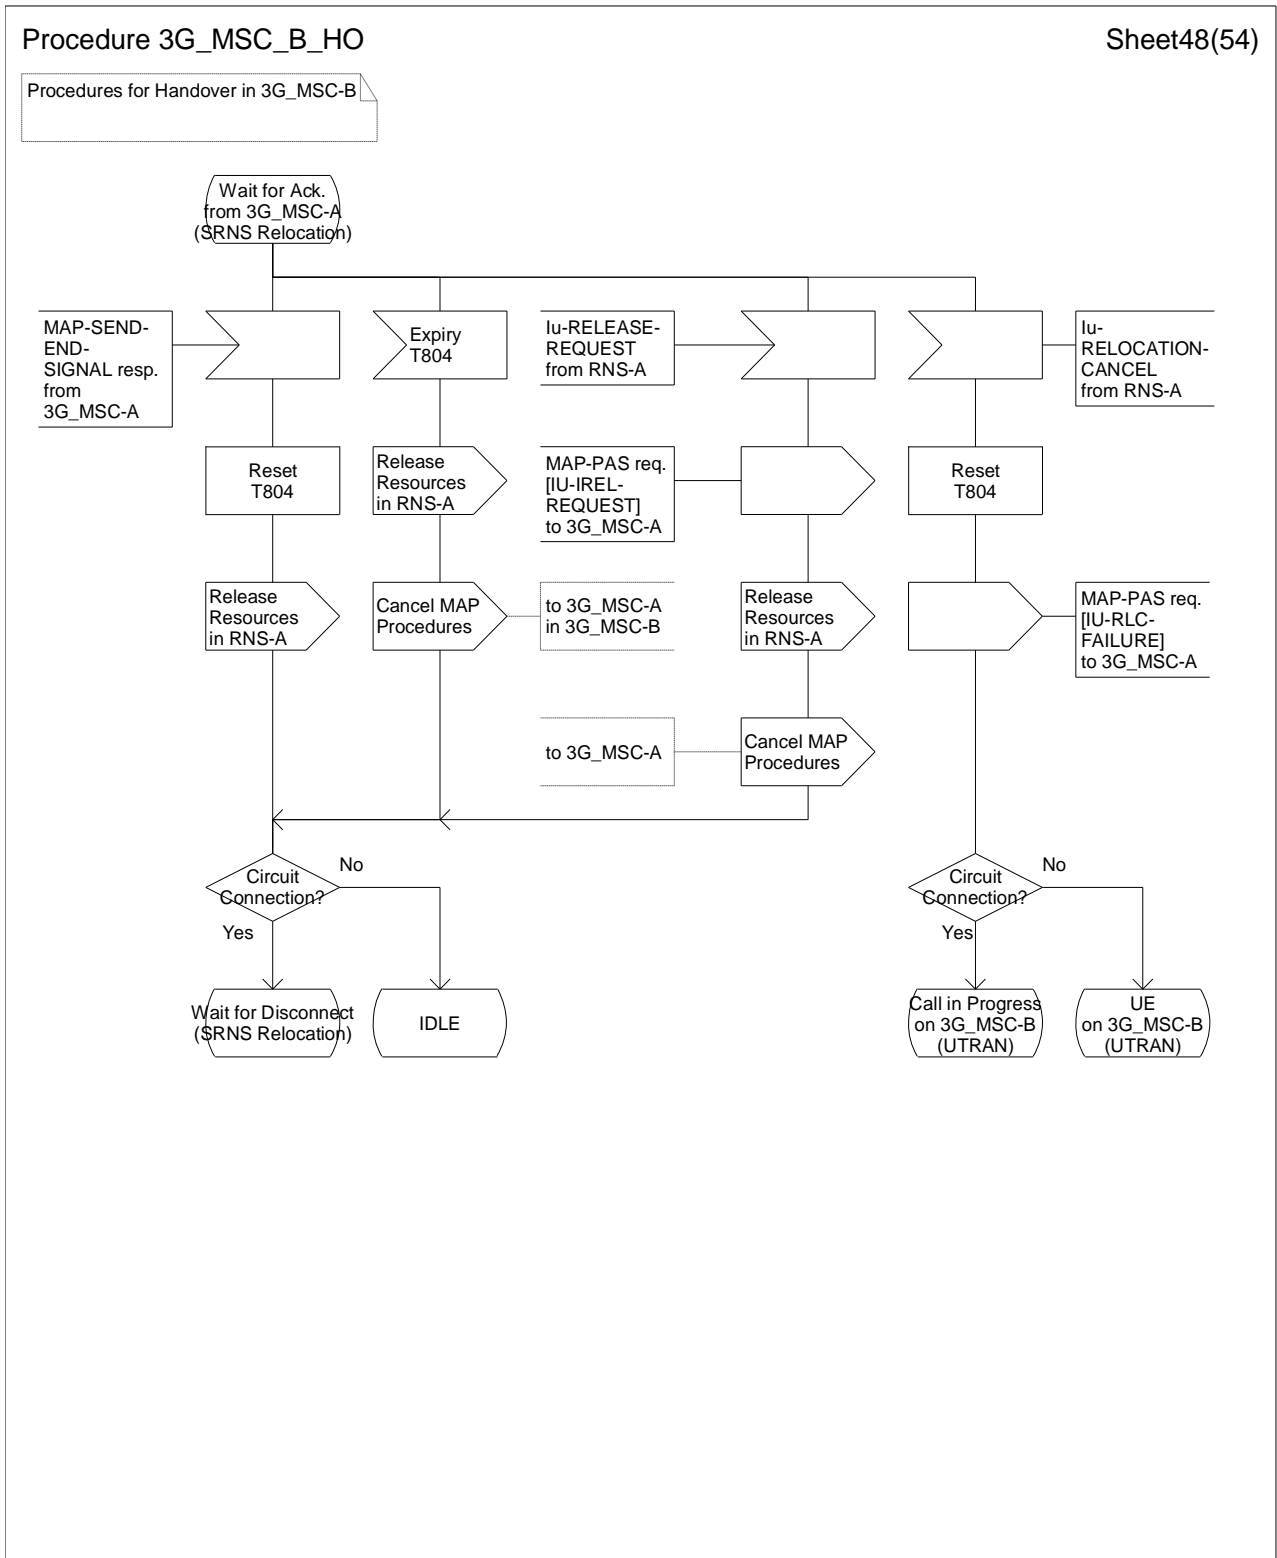 Procedure 3G_MSC_B_HO
Sheet48(54)
Procedures for Handover in 3G_MSC-B
Wait for Ack.
from 3G_MSC-A
(SRNS Relocation)
MAP-SEND-
END-
SIGNAL resp.
from
3G_MSC-A
Expiry
T804
Iu-RELEASE-
REQUEST
from RNS-A
Iu-
RELOCATION-
CANCEL
from RNS-A
Reset
T804
Release
Resources
in RNS-A
MAP-PAS req.
[IU-IREL-
REQUEST]
to 3G_MSC-A
Reset
T804
Release
Resources
in RNS-A
Cancel MAP
Procedures
to 3G_MSC-A
in 3G_MSC-B
Release
Resources
in RNS-A
MAP-PAS req.
[IU-RLC-
FAILURE]
to 3G_MSC-A
to 3G_MSC-A
Cancel MAP
Procedures
Circuit
Connection?
No
Yes
Circuit
Connection?
No
Yes
Wait for Disconnect
(SRNS Relocation)
IDLE
Call in Progress
on 3G_MSC-B
(UTRAN)
UE
on 3G_MSC-B
(UTRAN)